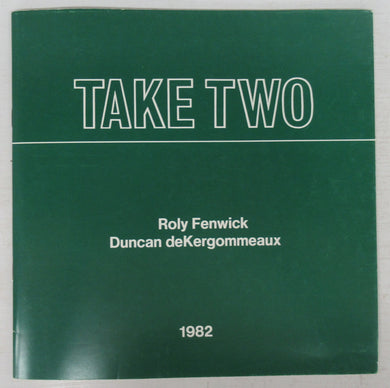 TAKE TWO
Roly Fenwick
Duncan deKergommeaux
1982